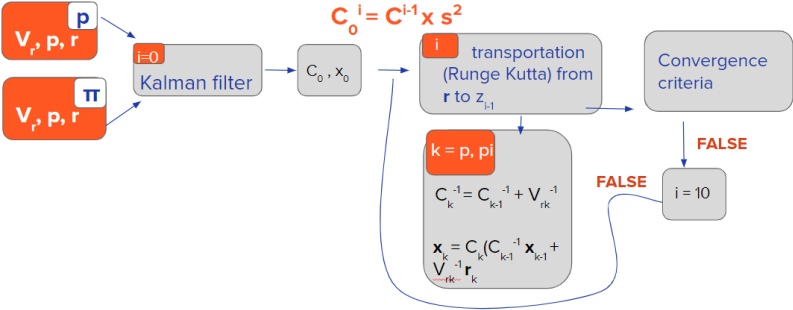 C₀ⁱ = Cⁱ⁻¹ x s²
p
Vᵣ, p, r
π
Vᵣ, p, r
i=0
Kalman filter
C₀ , x₀
i
transportation
(Runge Kutta) from
r to zᵢ₋₁
Convergence
criteria
FALSE
i = 10
FALSE
k = p, pi
Cₖ⁻¹ = Cₖ₋₁⁻¹ + Vᵣₖ⁻¹
xₖ = Cₖ(Cₖ₋₁⁻¹ xₖ₋₁ +
Vᵣₖ⁻¹ rₖ